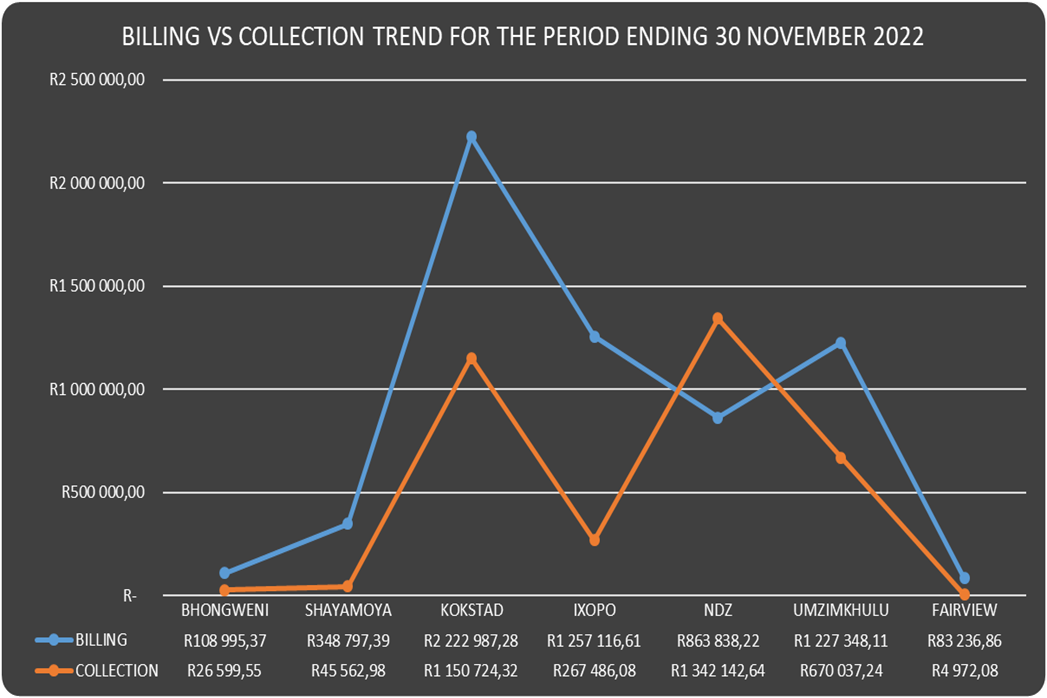 BILLING VS COLLECTION TREND FOR THE PERIOD ENDING 30 NOVEMBER 2022
R2 500 000,00
R2 000 000,00
R1 500 000,00
R1 000 000,00
R500 000,00
R-
BHONGWENI SHAYAMOYA KOKSTAD IXOPO NDZ UMZIMKHULU FAIRVIEW
BILLING R108 995,37 R348 797,39 R2 222 987,28 R1 257 116,61 R863 838,22 R1 227 348,11 R83 236,86
COLLECTION R26 599,55 R45 562,98 R1 150 724,32 R267 486,08 R1 342 142,64 R670 037,24 R4 972,08